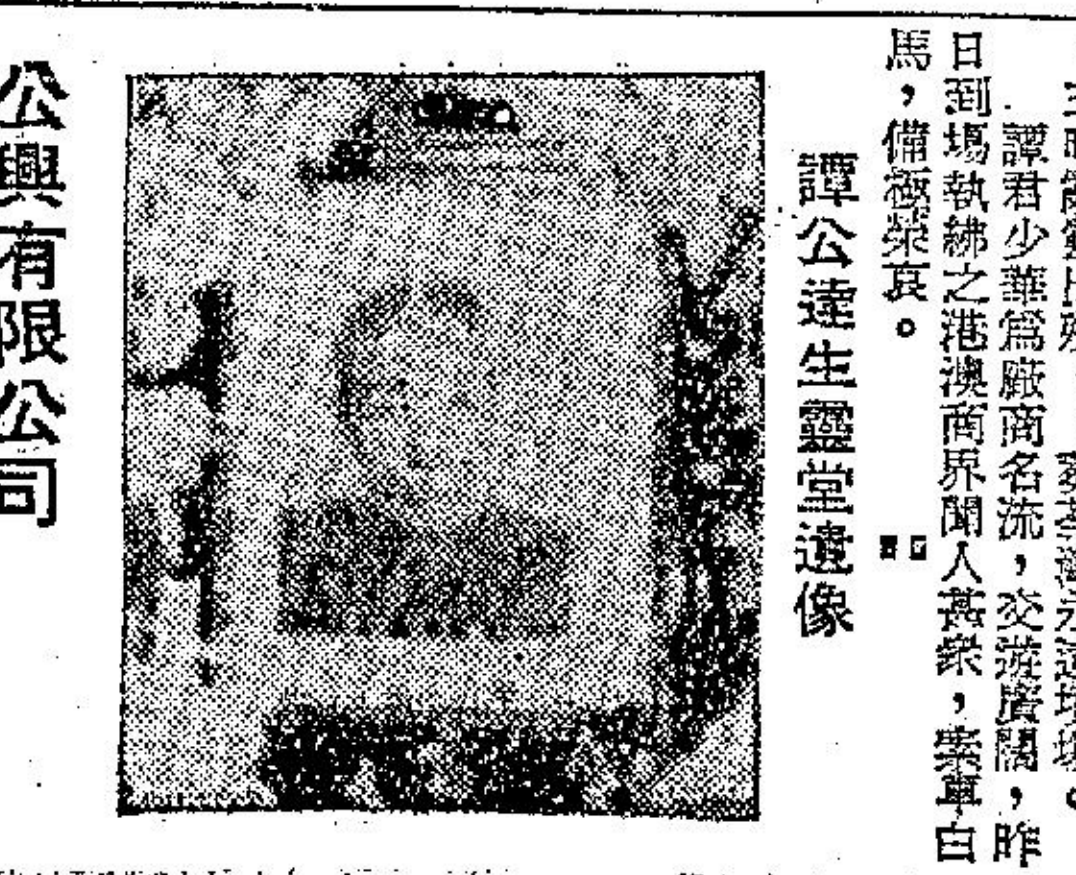 譚君少華爲廠商名流，交遊廣闊，昨
日到塲執紼之港澳商界聞人甚衆，素車白
馬，備極榮哀。
譚公達生靈堂遺像
公興有限公司